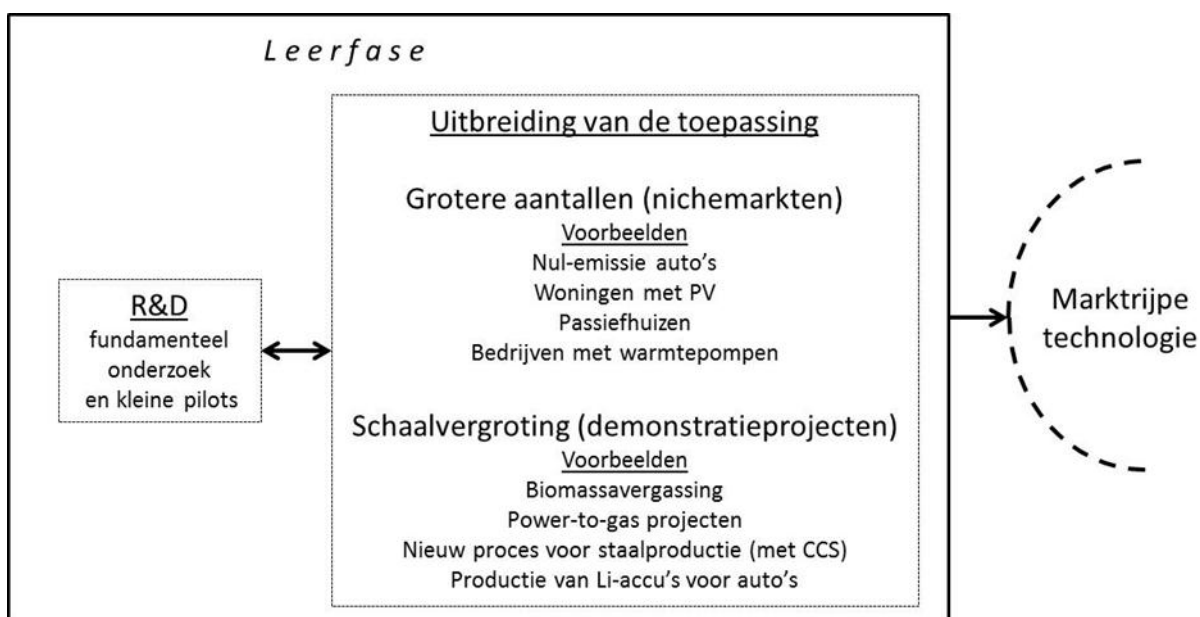 Leerfase
Uitbreiding van de toepassing
Grotere aantallen (nichemarkten)
Voorbeelden
Nul-emissie auto's
Woningen met PV
Passiefhuizen
Bedrijven met warmtepompen
Schaalvergroting (demonstratieprojecten)
Voorbeelden
Biomassavergassing
Power-to-gas projecten
Nieuw proces voor staalproductie (met CCS)
Productie van Li-accu's voor auto's
R&D
fundamenteel
onderzoek
en kleine pilots
Marktrijpe
technologie